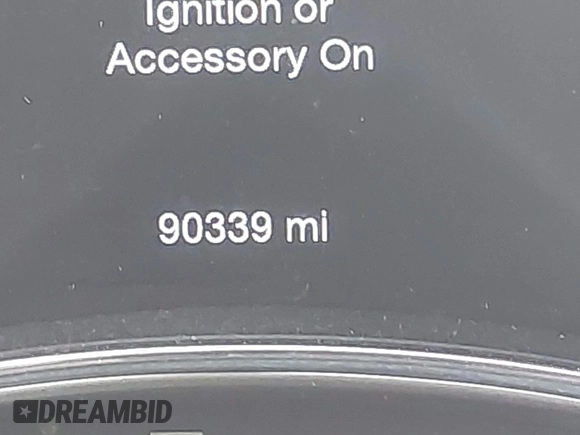 Ignition or
Accessory On
90339 mi
DREAMBID